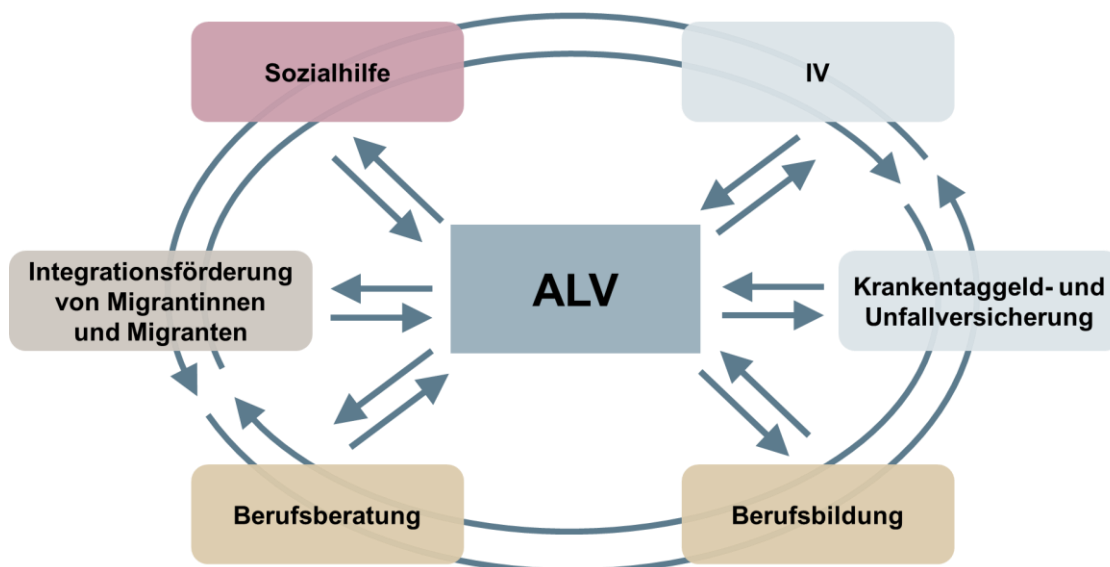 Sozialhilfe
IV
Integrationsförderung
von Migrantinnen
und Migranten
ALV
Krankentaggeld- und
Unfallversicherung
Berufsberatung
Berufsbildung